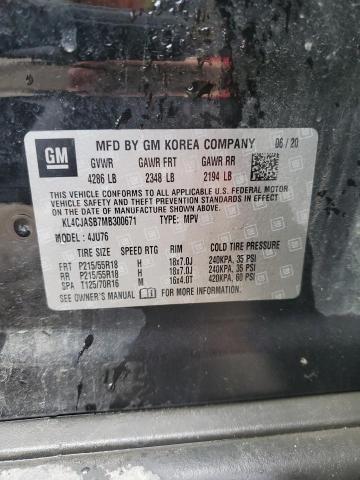 GM MFD BY GM KOREA COMPANY 06/20
GVWR GAWR FRT GAWR RR
4286 LB 2348 LB 2194 LB
THIS VEHICLE CONFORMS TO ALL APPLICABLE U.S. FEDERAL MOTOR
VEHICLE SAFETY AND THEFT PREVENTION STANDARDS IN EFFECT
ON THE DATE OF MANUFACTURE SHOWN ABOVE.
KL4CJASB7MB300671 TYPE: MPV
MODEL: 4JU76
TIRE SIZE SPEED RTG RIM COLD TIRE PRESSURE
FRT P215/55R18 H 18x7.0J 240KPA, 35 PSI
RR P215/55R18 H 18x7.0J 240KPA, 35 PSI
SPA T125/70R16 M 16x4.0T 420KPA, 60 PSI
SEE OWNER'S MANUAL FOR ADDITIONAL INFORMATION.